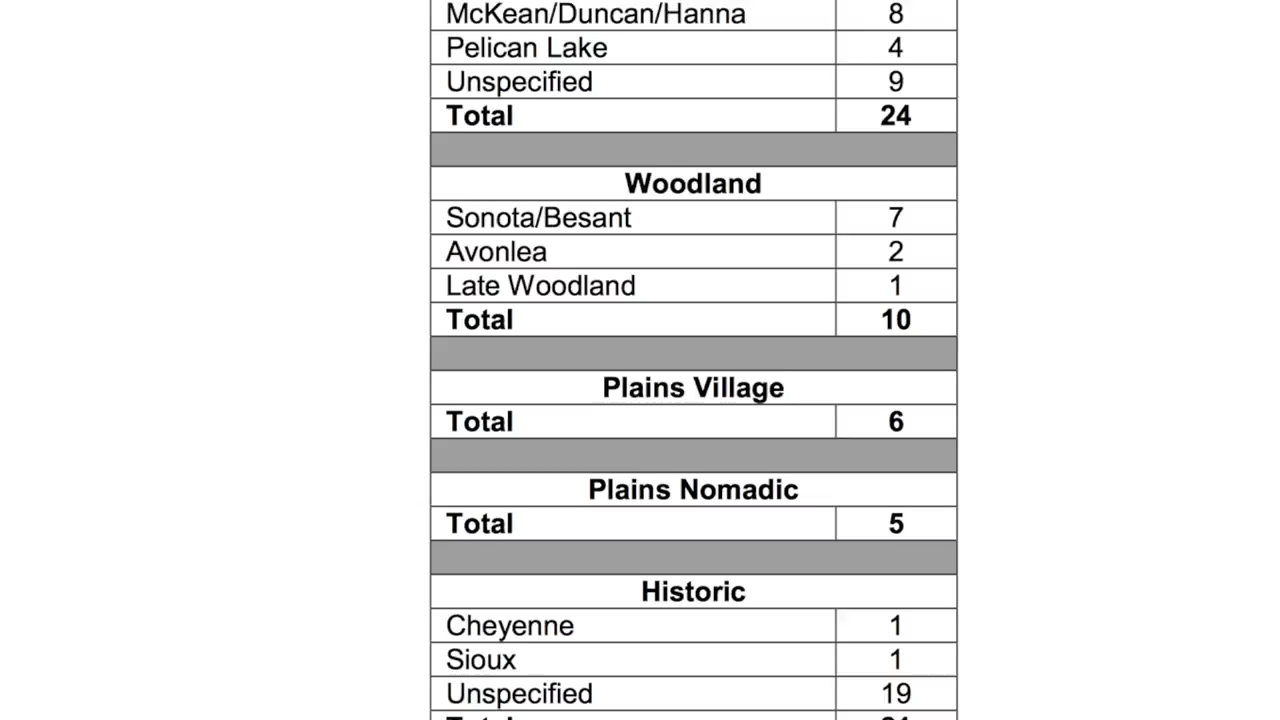 McKean/Duncan/Hanna 8
Pelican Lake 4
Unspecified 9
Total 24
Woodland
Sonota/Besant 7
Avonlea 2
Late Woodland 1
Total 10
Plains Village
Total 6
Plains Nomadic
Total 5
Historic
Cheyenne 1
Sioux 1
Unspecified 19